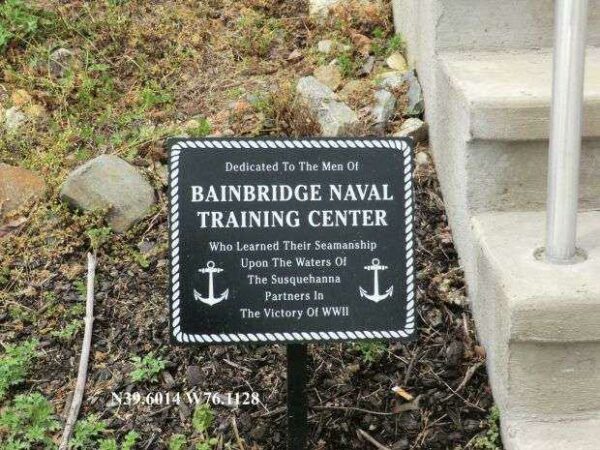 Dedicated To The Men Of
BAINBRIDGE NAVAL
TRAINING CENTER
Who Learned Their Seamanship
Upon The Waters Of
The Susquehanna
Partners In
The Victory Of WWII
N39.6014 W76.1128